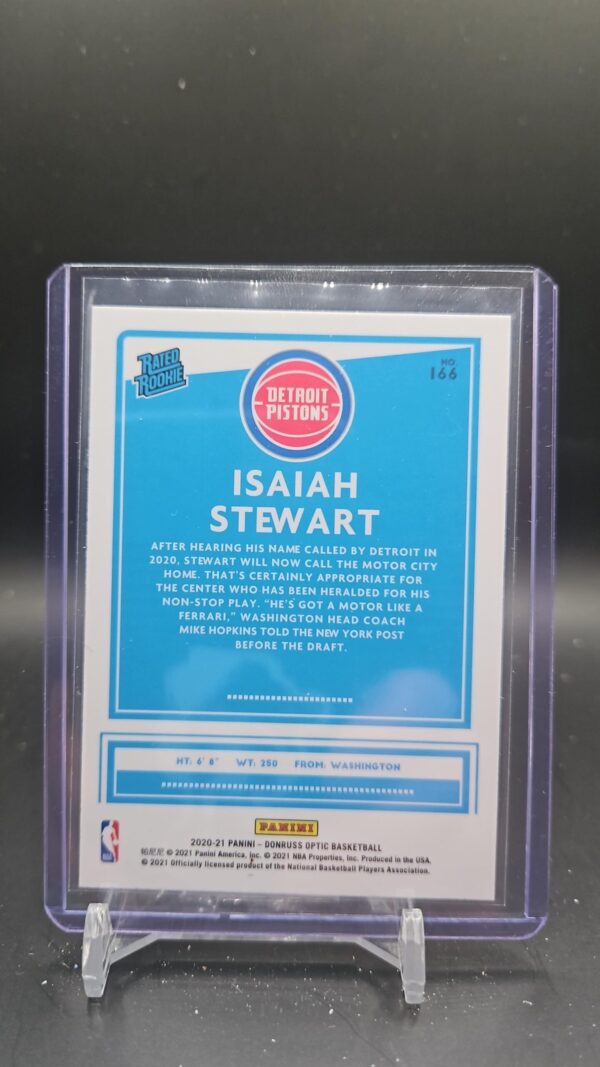 RATED
ROOKIE
NO.
166
DETROIT
PISTONS
ISAIAH
STEWART
AFTER HEARING HIS NAME CALLED BY DETROIT IN
2020, STEWART WILL NOW CALL THE MOTOR CITY
HOME. THAT'S CERTAINLY APPROPRIATE FOR
THE CENTER WHO HAS BEEN HERALDED FOR HIS
NON-STOP PLAY. "HE'S GOT A MOTOR LIKE A
FERRARI," WASHINGTON HEAD COACH
MIKE HOPKINS TOLD THE NEW YORK POST
BEFORE THE DRAFT.
HT: 6' 8" WT: 250 FROM: WASHINGTON
PANINI
2020-21 PANINI – DONRUSS OPTIC BASKETBALL
帕尼尼 © 2021 Panini America, Inc. © 2021 NBA Properties, Inc. Produced in the USA.
© 2021 Officially licensed product of the National Basketball Players Association.